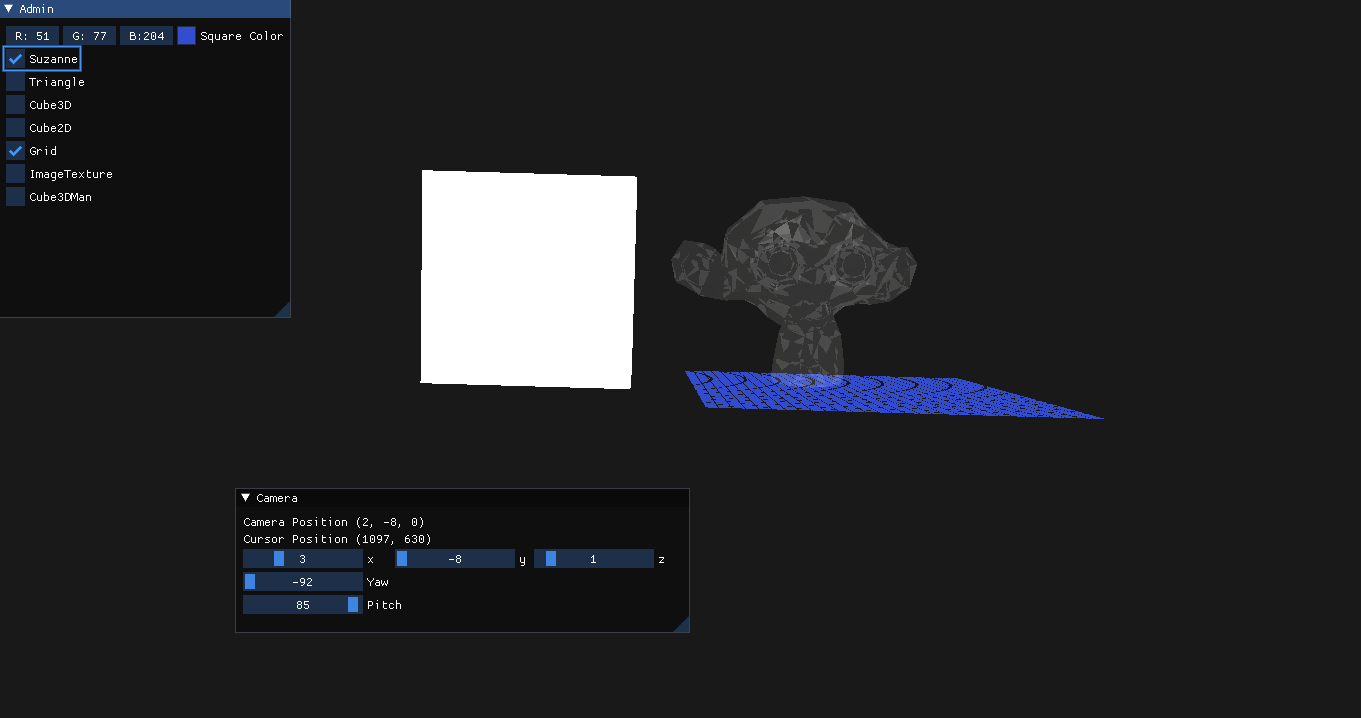 Admin
R: 51 G: 77 B:204 Square Color
Suzanne
Triangle
Cube3D
Cube2D
Grid
ImageTexture
Cube3DMan
Camera
Camera Position (2, -8, 0)
Cursor Position (1097, 630)
3 x -8 y 1 z
-92 Yaw
85 Pitch